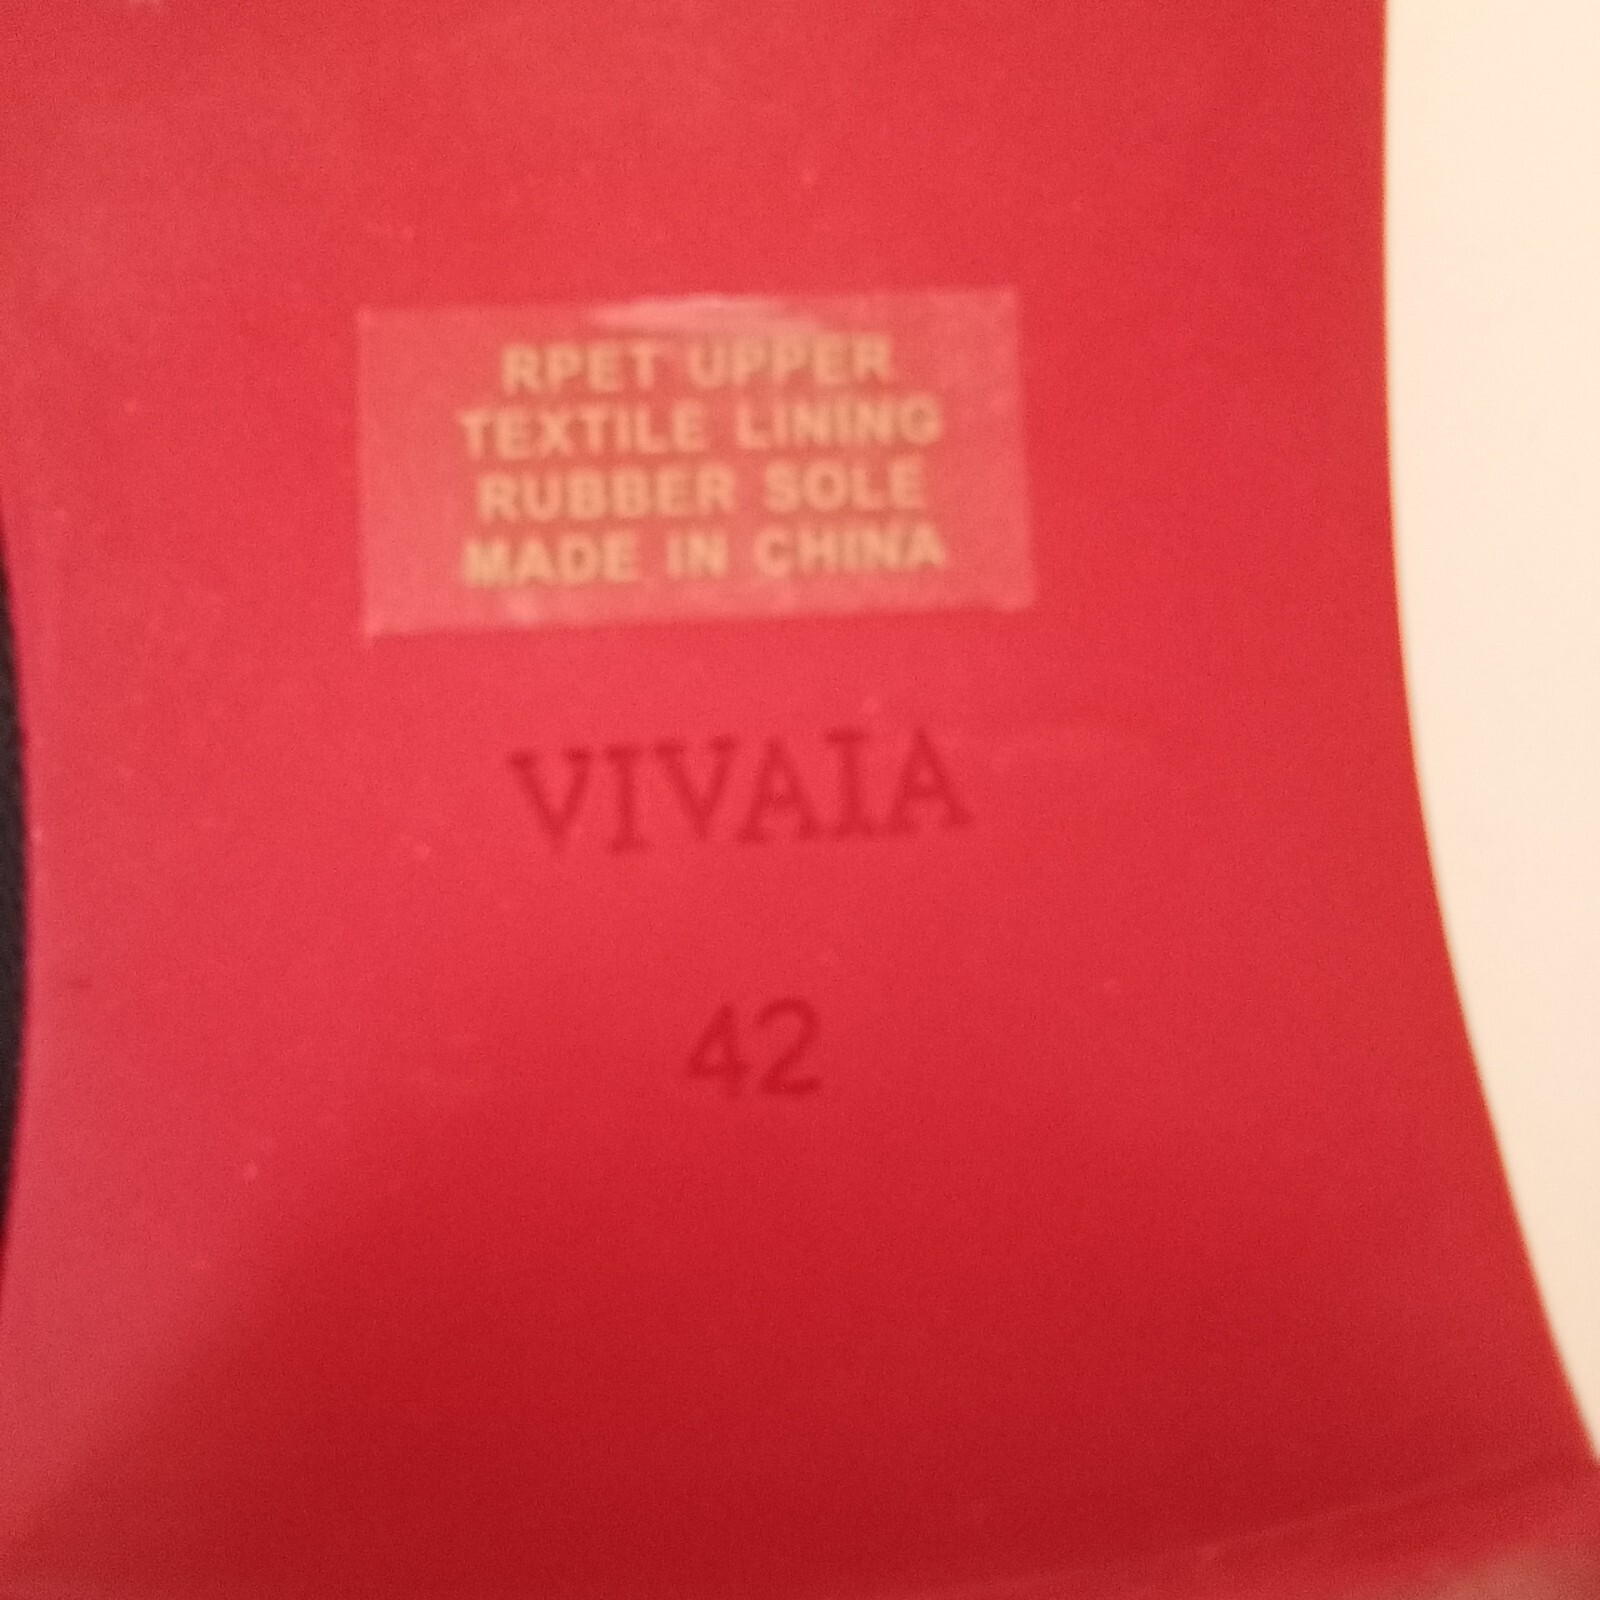 RPET UPPER
TEXTILE LINING
RUBBER SOLE
MADE IN CHINA
VIVAIA
42